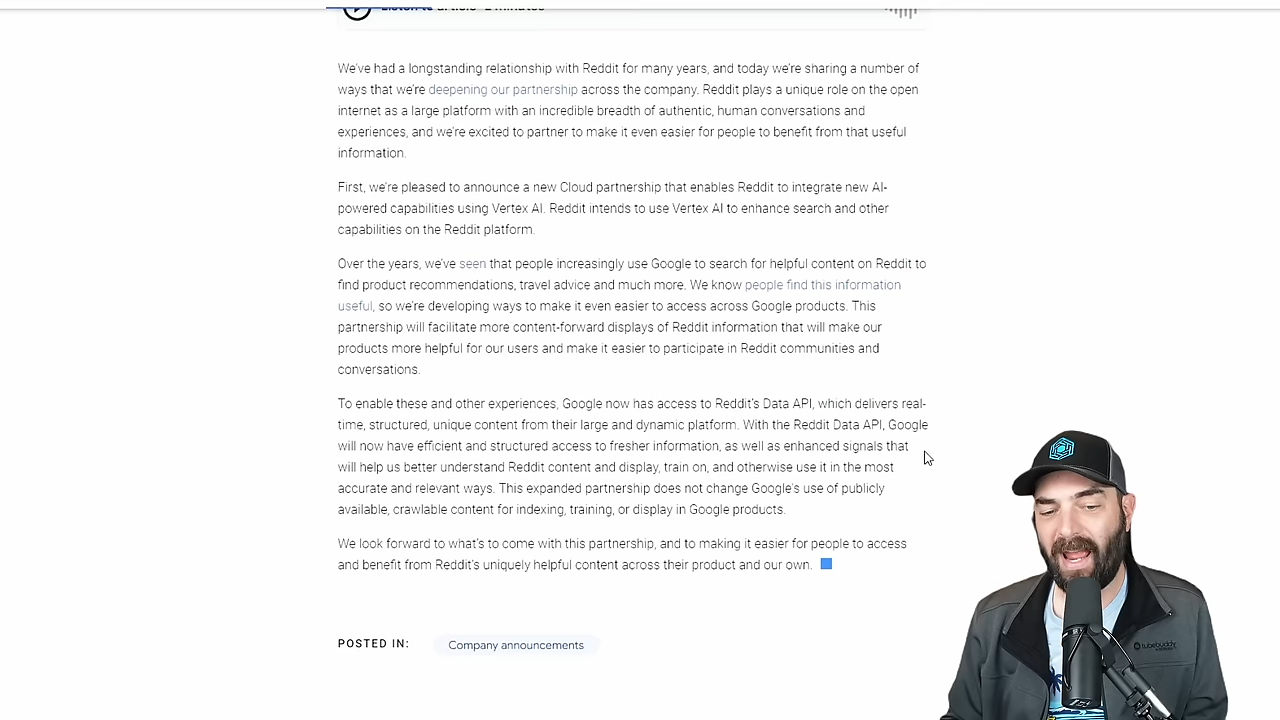 Listen to article 2 minutes
We've had a longstanding relationship with Reddit for many years, and today we're sharing a number of
ways that we're deepening our partnership across the company. Reddit plays a unique role on the open
internet as a large platform with an incredible breadth of authentic, human conversations and
experiences, and we're excited to partner to make it even easier for people to benefit from that useful
information.
First, we're pleased to announce a new Cloud partnership that enables Reddit to integrate new AI-
powered capabilities using Vertex AI. Reddit intends to use Vertex AI to enhance search and other
capabilities on the Reddit platform.
Over the years, we've seen that people increasingly use Google to search for helpful content on Reddit to
find product recommendations, travel advice and much more. We know people find this information
useful, so we're developing ways to make it even easier to access across Google products. This
partnership will facilitate more content-forward displays of Reddit information that will make our
products more helpful for our users and make it easier to participate in Reddit communities and
conversations.
To enable these and other experiences, Google now has access to Reddit's Data API, which delivers real-
time, structured, unique content from their large and dynamic platform. With the Reddit Data API, Google
will now have efficient and structured access to fresher information, as well as enhanced signals that
will help us better understand Reddit content and display, train on, and otherwise use it in the most
accurate and relevant ways. This expanded partnership does not change Google's use of publicly
available, crawlable content for indexing, training, or display in Google products.
We look forward to what's to come with this partnership, and to making it easier for people to access
and benefit from Reddit's uniquely helpful content across their product and our own.
POSTED IN:
Company announcements
tubebuddy